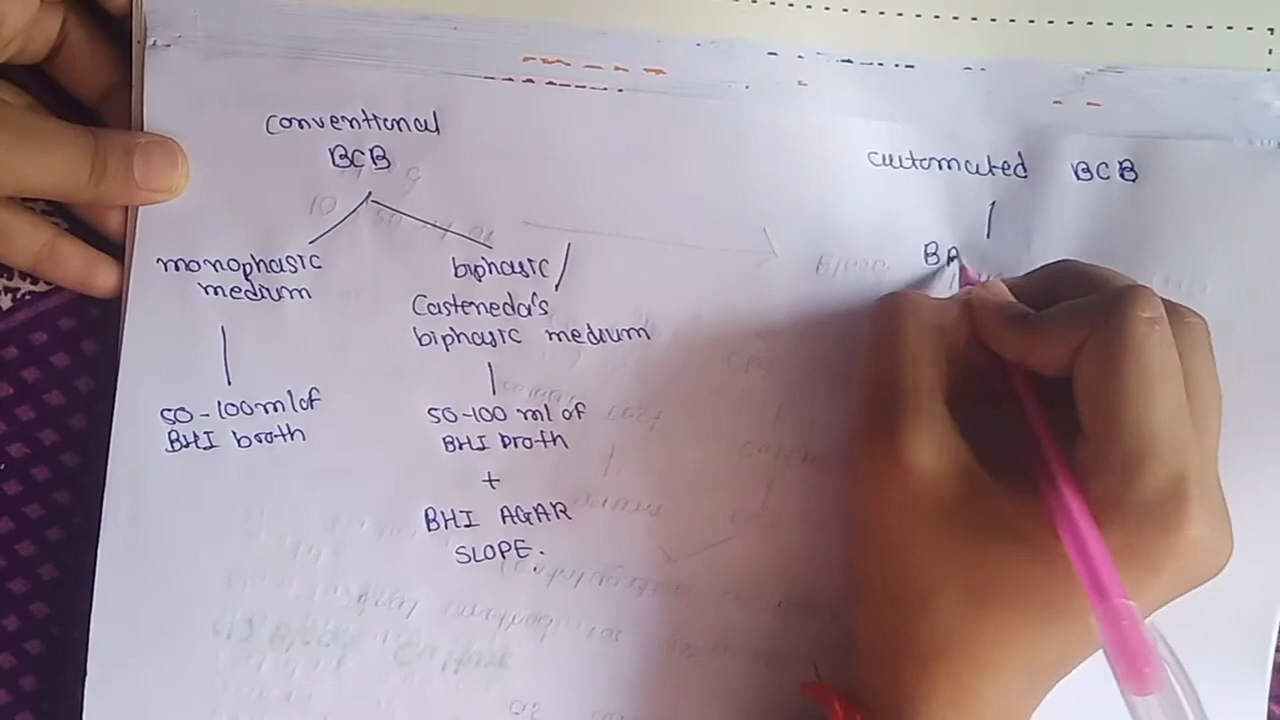 conventional
BCB
monophasic
medium
50-100ml of
BHI broth
biphasic/
Casteneda's
biphasic medium
50-100 ml of
BHI broth
+
BHI AGAR
SLOPE.
automated BCB
BA